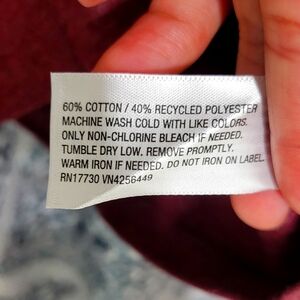 60% COTTON / 40% RECYCLED POLYESTER
MACHINE WASH COLD WITH LIKE COLORS.
ONLY NON-CHLORINE BLEACH IF NEEDED.
TUMBLE DRY LOW. REMOVE PROMPTLY.
WARM IRON IF NEEDED. DO NOT IRON ON LABEL.
RN17730 VN4256449